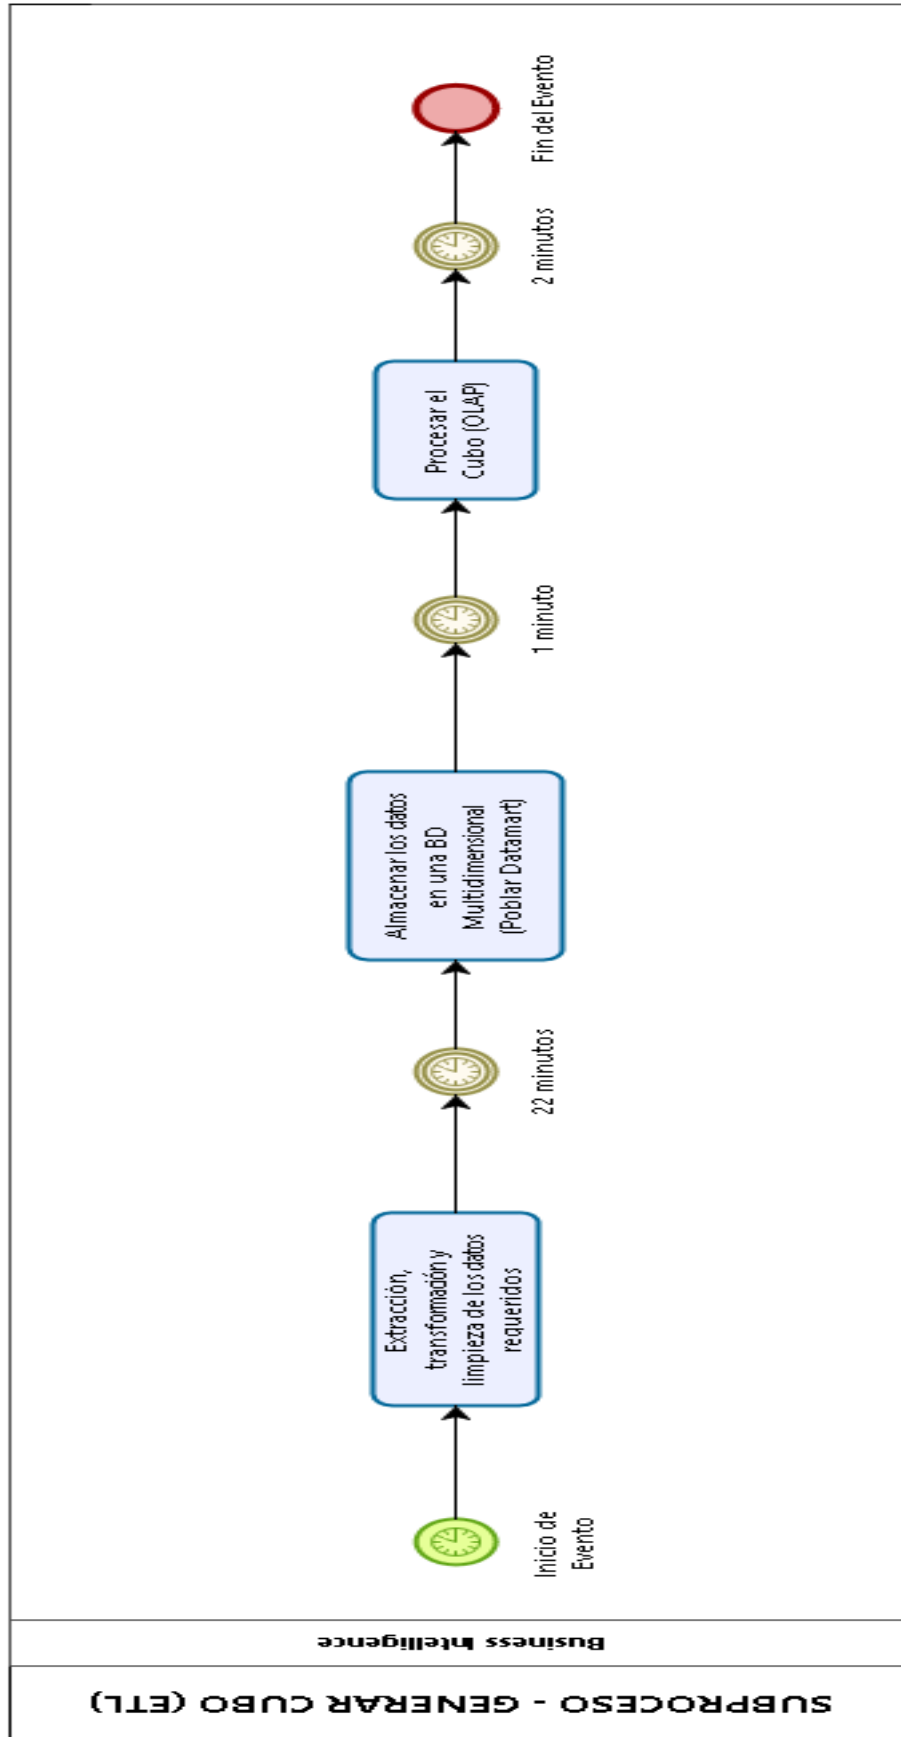 SUBPROCESO - GENERAR CUBO (ETL)
Business Intelligence
Inicio de
Evento
Extracción,
transfomación y
limpieza de los datos
requeridos
22 minutos
Almacenar los datos
en una BD
Multidimensional
(Poblar Datamart)
1 minuto
Procesar el
Cubo (OLAP)
2 minutos
Fin del Evento